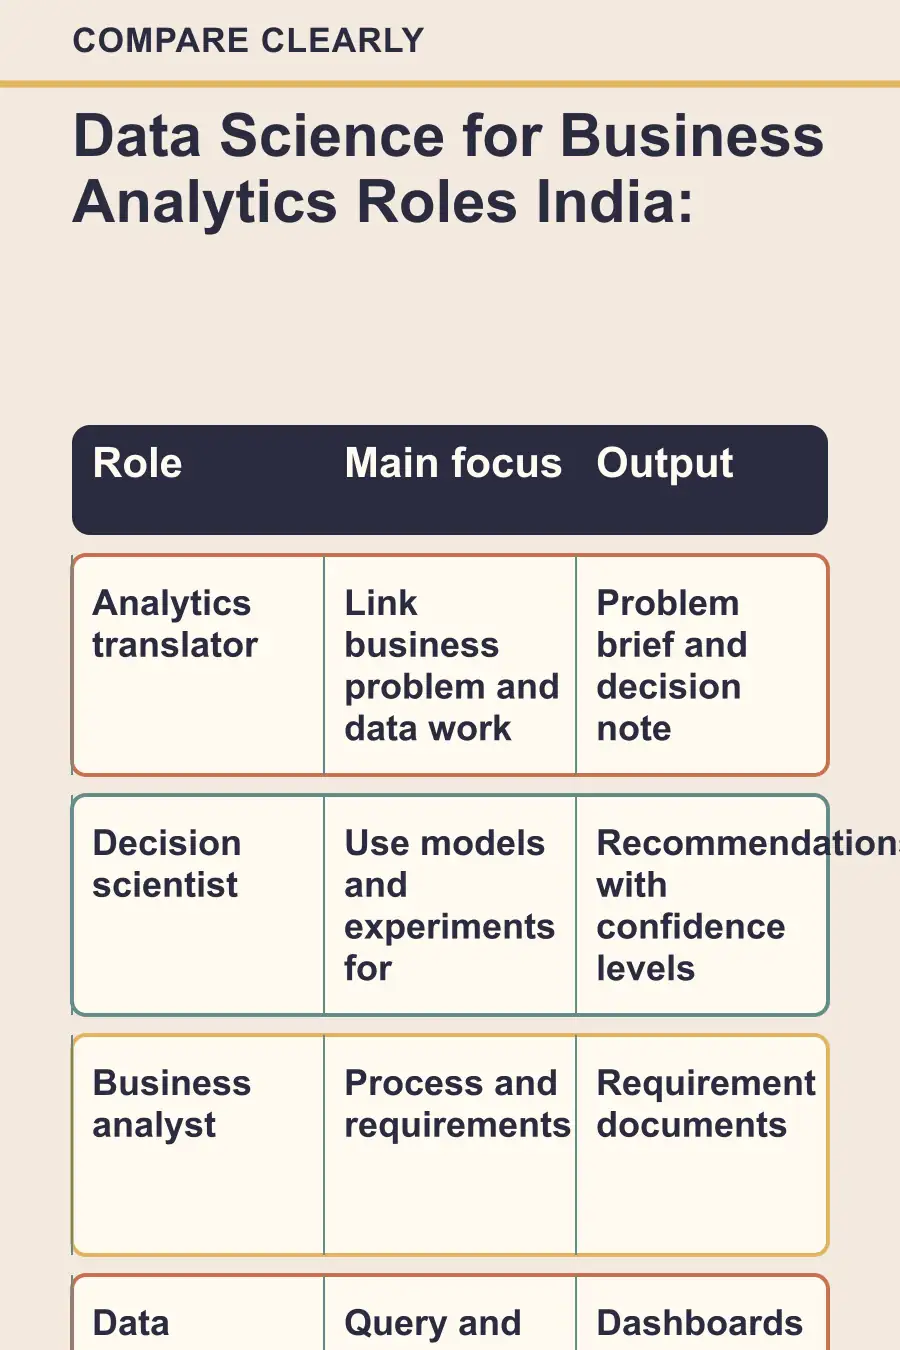 COMPARE CLEARLY
Data Science for Business
Analytics Roles India:
Role Main focus Output
Analytics
translator
Link
business
problem and
data work
Problem
brief and
decision
note
Decision
scientist
Use models
and
experiments
for
Recommendations
with
confidence
levels
Business
analyst
Process and
requirements
Requirement
documents
Data
Query and
Dashboards